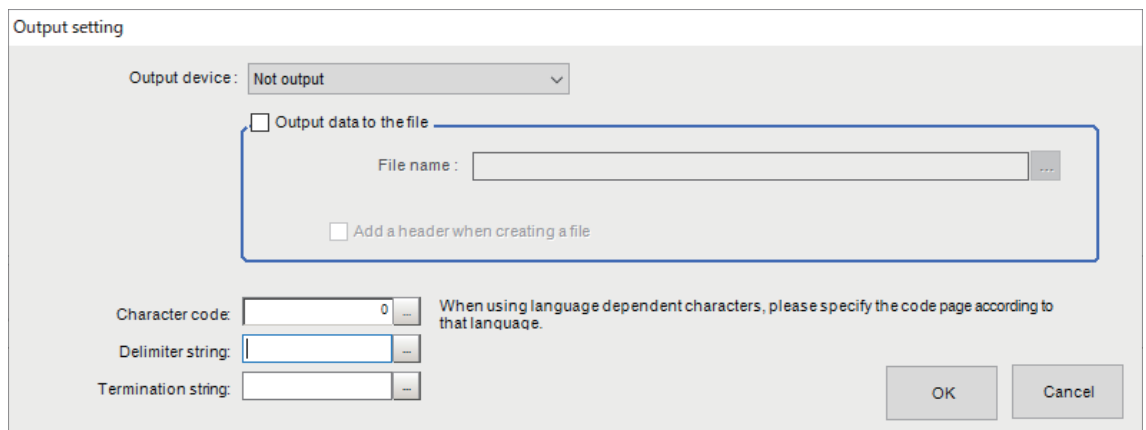 Output setting
Output device: Not output
Output data to the file
File name : ...
Add a header when creating a file
Character code: 0 ... When using language dependent characters, please specify the code page according to
that language.
Delimiter string: ...
Termination string: ...
OK Cancel